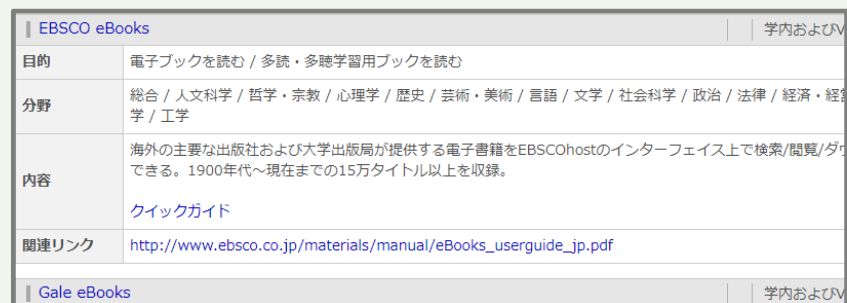 EBSCO eBooks 学内およびV
目的 電子ブックを読む / 多読・多聴学習用ブックを読む
分野 総合 / 人文科学 / 哲学・宗教 / 心理学 / 歴史 / 芸術・美術 / 言語 / 文学 / 社会科学 / 政治 / 法律 / 経済・経営
学 / 工学
内容 海外の主要な出版社および大学出版局が提供する電子書籍をEBSCOhostのインターフェイス上で検索/閲覧/ダウ
できる。1900年代～現在までの15万タイトル以上を収録。
クイックガイド
関連リンク http://www.ebsco.co.jp/materials/manual/eBooks_userguide_jp.pdf
Gale eBooks 学内およびV